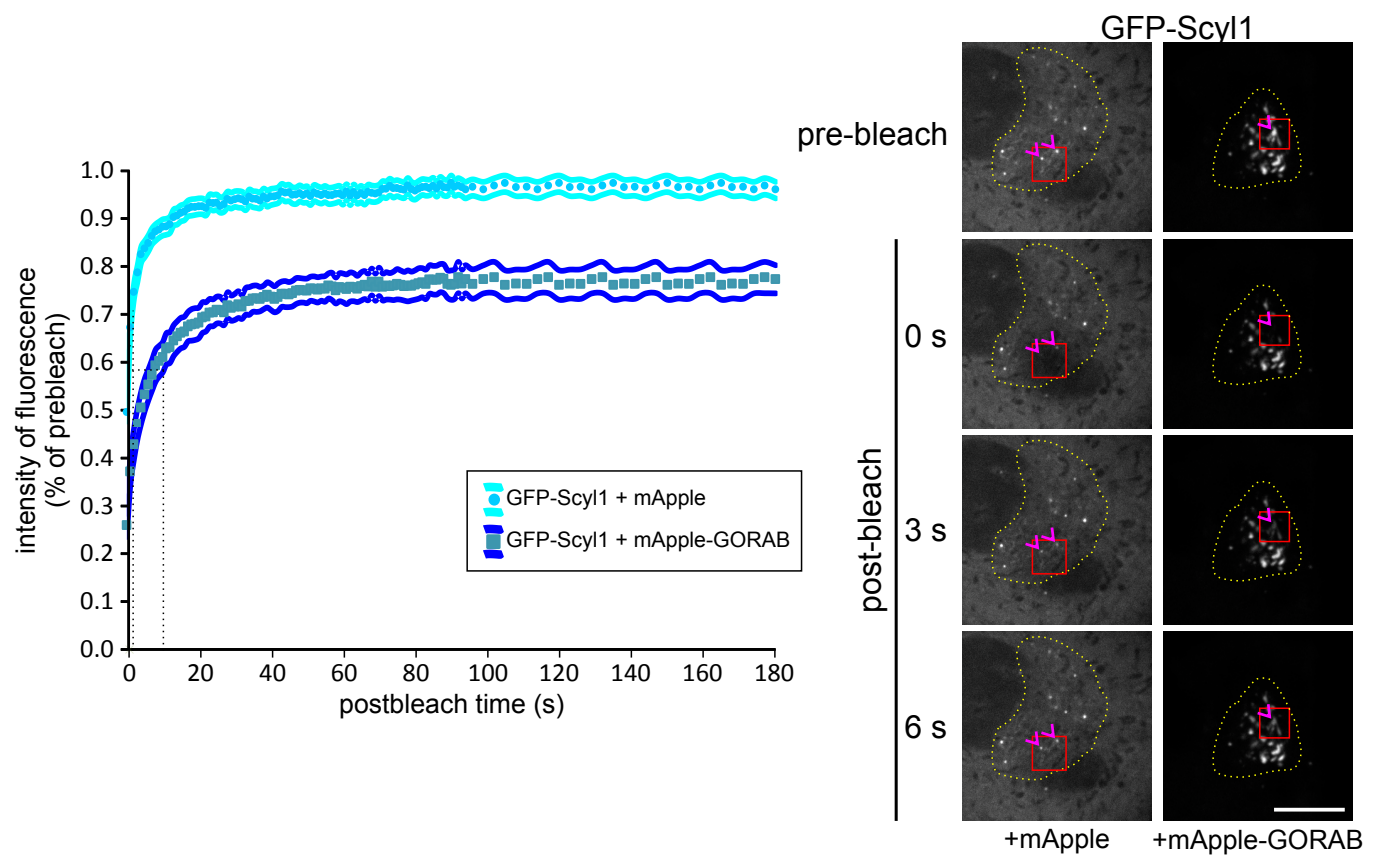 GFP-Scyl1
pre-bleach
0 s
3 s
6 s
post-bleach
+mApple
+mApple-GORAB
1.0
0.9
0.8
0.7
0.6
0.5
0.4
0.3
0.2
0.1
0.0
intensity of fluorescence
(% of prebleach)
GFP-Scyl1 + mApple
GFP-Scyl1 + mApple-GORAB
0 20 40 60 80 100 120 140 160 180
postbleach time (s)